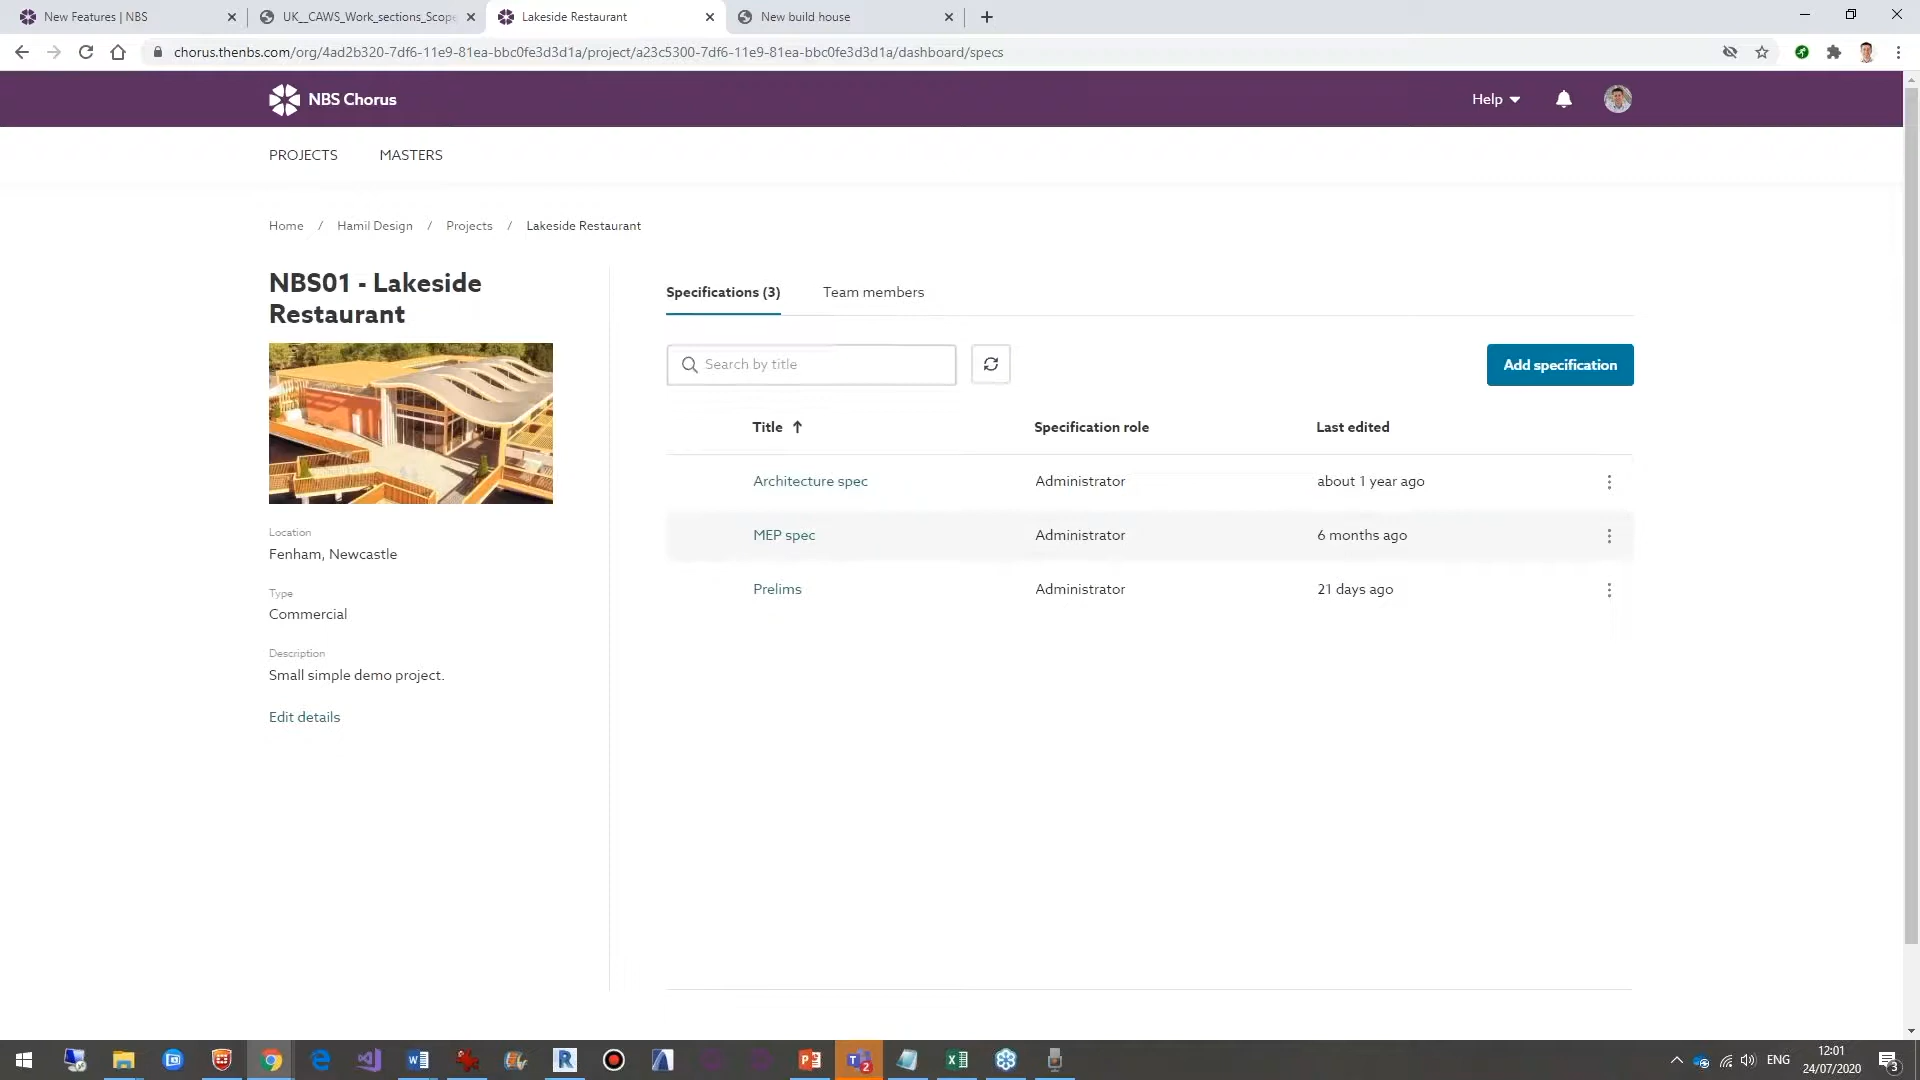 New Features | NBS
UK__CAWS_Work_sections_Scope
Lakeside Restaurant
New build house
chorus.thenbs.com/org/4ad2b320-7df6-11e9-81ea-bbc0fe3d3d1a/project/a23c5300-7df6-11e9-81ea-bbc0fe3d3d1a/dashboard/specs
NBS Chorus
Help
PROJECTS
MASTERS
Home / Hamil Design / Projects / Lakeside Restaurant
NBS01 - Lakeside
Restaurant
Location
Fenham, Newcastle
Type
Commercial
Description
Small simple demo project.
Edit details
Specifications (3)
Team members
Search by title
Add specification
Title
Specification role
Last edited
Architecture spec
Administrator
about 1 year ago
MEP spec
Administrator
6 months ago
Prelims
Administrator
21 days ago
ENG
12:01
24/07/2020
3